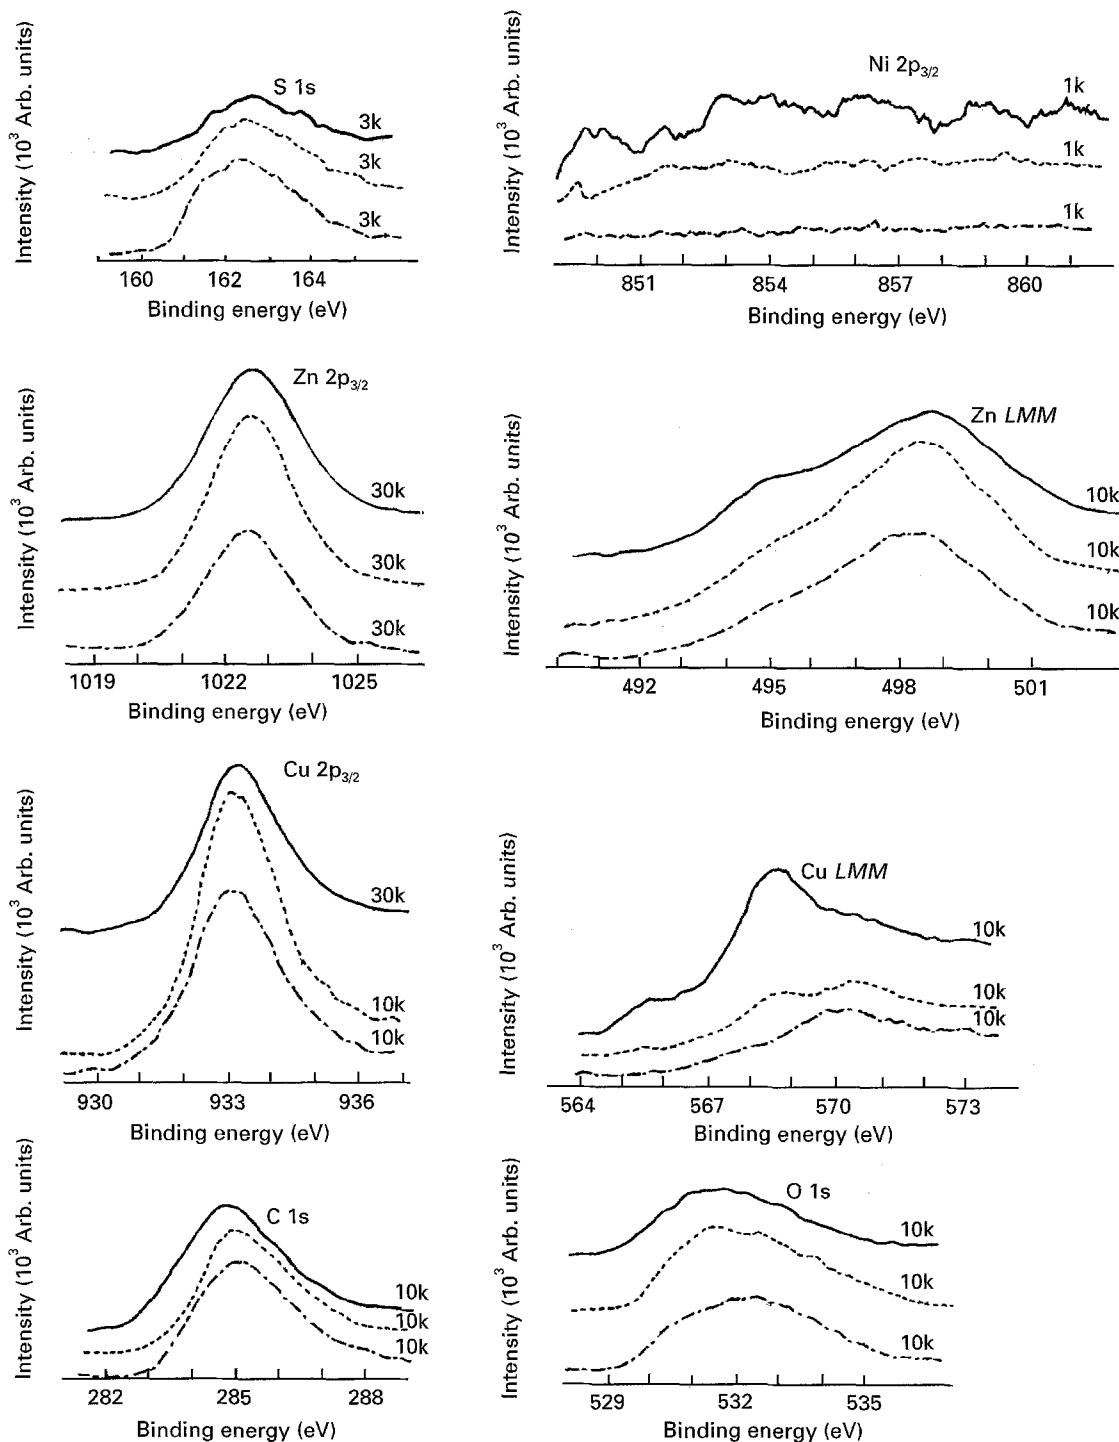 Intensity (10³ Arb. units)
S 1s
3k
3k
3k
160 162 164
Binding energy (eV)
Intensity (10³ Arb. units)
Ni 2p₃/₂
1k
1k
1k
851 854 857 860
Binding energy (eV)
Intensity (10³ Arb. units)
Zn 2p₃/₂
30k
30k
30k
1019 1022 1025
Binding energy (eV)
Intensity (10³ Arb. units)
Zn LMM
10k
10k
10k
492 495 498 501
Binding energy (eV)
Intensity (10³ Arb. units)
Cu 2p₃/₂
30k
10k
10k
930 933 936
Binding energy (eV)
Intensity (10³ Arb. units)
Cu LMM
10k
10k
10k
564 567 570 573
Binding energy (eV)
Intensity (10³ Arb. units)
C 1s
10k
10k
10k
282 285 288
Binding energy (eV)
Intensity (10³ Arb. units)
O 1s
10k
10k
10k
529 532 535
Binding energy (eV)